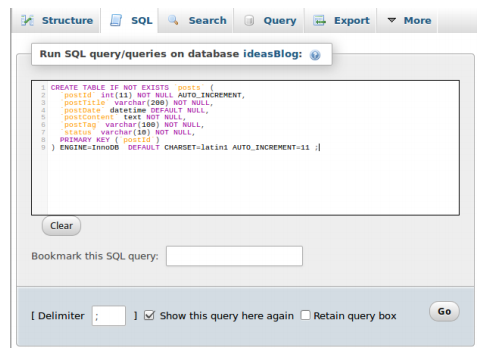 Structure SQL Search Query Export More
Run SQL query/queries on database ideasBlog:
1 CREATE TABLE IF NOT EXISTS `posts` (
2 `postId` int(11) NOT NULL AUTO_INCREMENT,
3 `postTitle` varchar(200) NOT NULL,
4 `postDate` datetime DEFAULT NULL,
5 `postContent` text NOT NULL,
6 `postTag` varchar(100) NOT NULL,
7 `status` varchar(10) NOT NULL,
8 PRIMARY KEY (`postId`)
9 ) ENGINE=InnoDB DEFAULT CHARSET=latin1 AUTO_INCREMENT=11 ;
Clear
Bookmark this SQL query:
[ Delimiter ; ] Show this query here again Retain query box Go